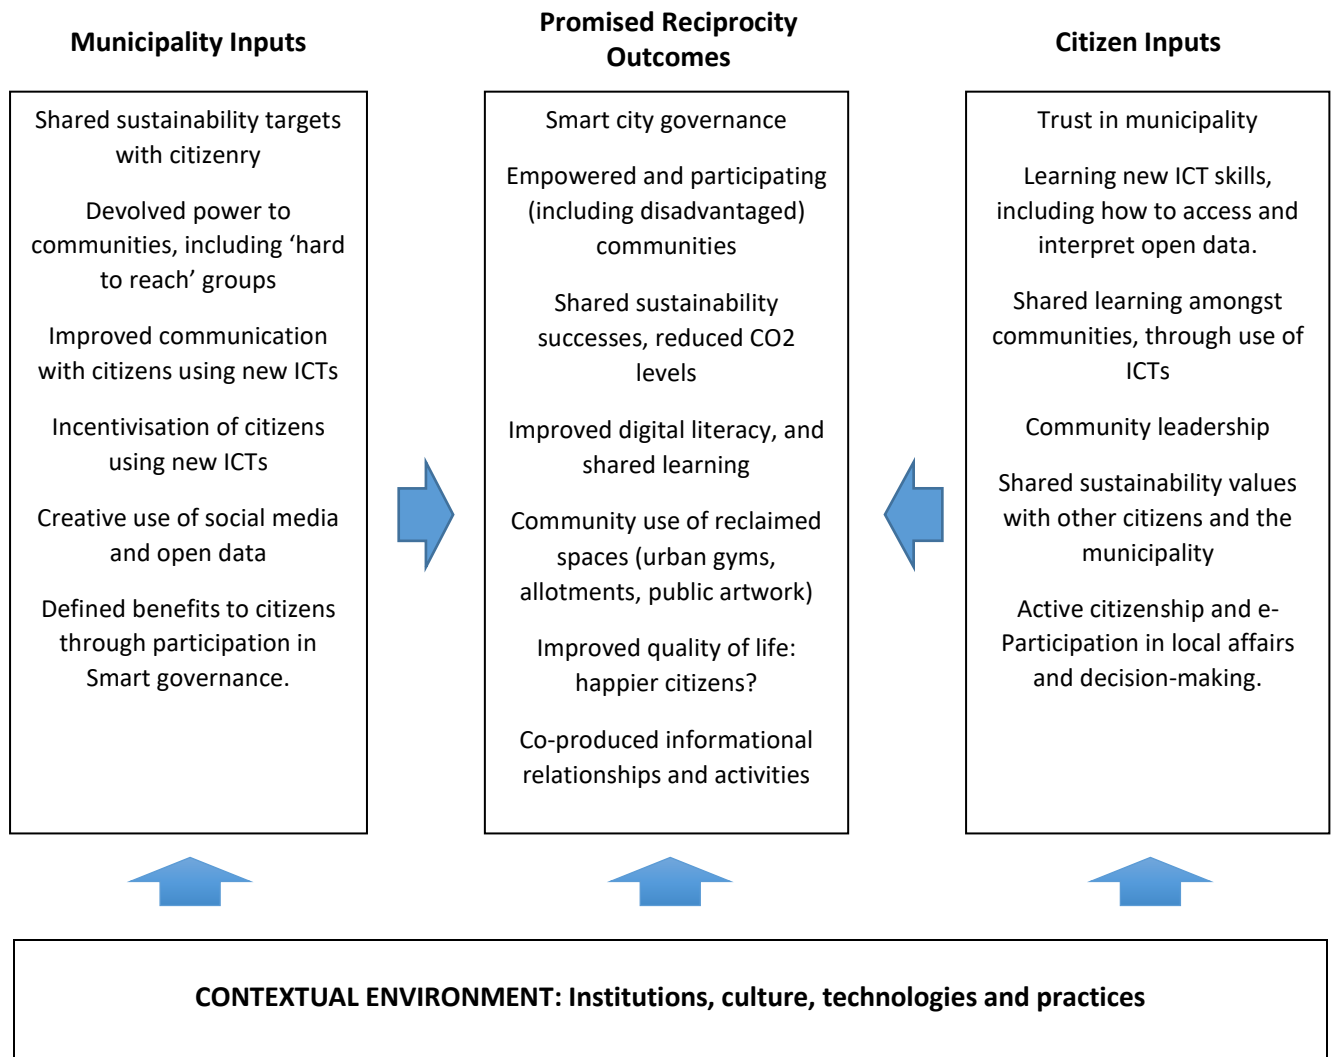 Municipality Inputs
Shared sustainability targets
with citizenry
Devolved power to
communities, including ‘hard
to reach’ groups
Improved communication
with citizens using new ICTs
Incentivisation of citizens
using new ICTs
Creative use of social media
and open data
Defined benefits to citizens
through participation in
Smart governance.
Promised Reciprocity
Outcomes
Smart city governance
Empowered and participating
(including disadvantaged)
communities
Shared sustainability
successes, reduced CO2
levels
Improved digital literacy, and
shared learning
Community use of reclaimed
spaces (urban gyms,
allotments, public artwork)
Improved quality of life:
happier citizens?
Co-produced informational
relationships and activities
Citizen Inputs
Trust in municipality
Learning new ICT skills,
including how to access and
interpret open data.
Shared learning amongst
communities, through use of
ICTs
Community leadership
Shared sustainability values
with other citizens and the
municipality
Active citizenship and e-
Participation in local affairs
and decision-making.
CONTEXTUAL ENVIRONMENT: Institutions, culture, technologies and practices